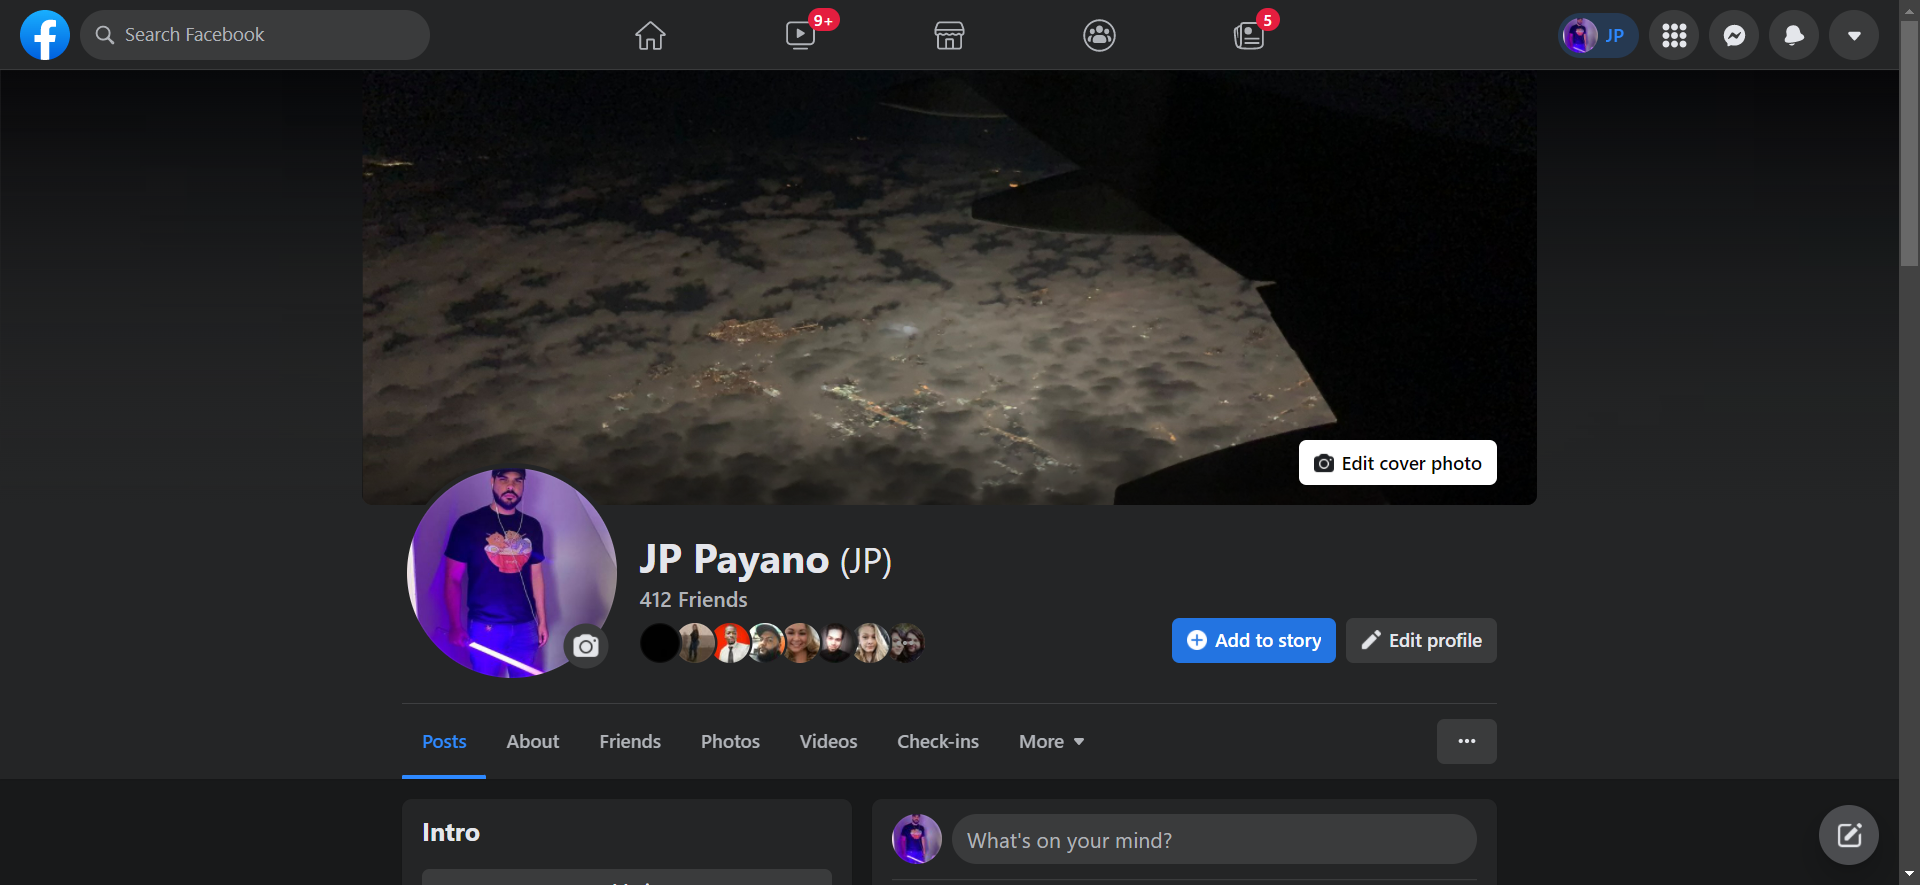 Search Facebook
9+
5
JP
Edit cover photo
JP Payano (JP)
412 Friends
Add to story
Edit profile
Posts
About
Friends
Photos
Videos
Check-ins
More
Intro
What's on your mind?